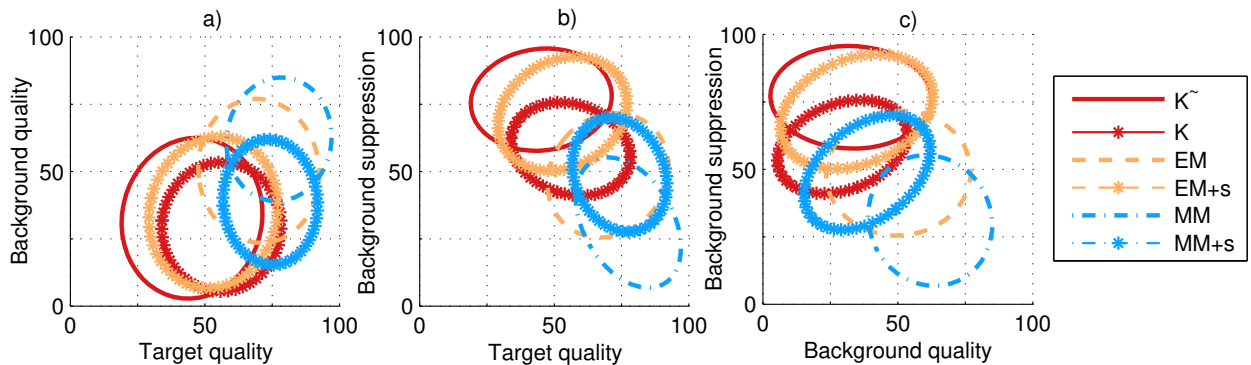 a)
b)
c)
Background quality
100
50
0
0
50
100
Target quality
Background suppression
100
50
0
0
50
100
Target quality
Background suppression
100
50
0
0
50
100
Background quality
K~
K
EM
EM+s
MM
MM+s